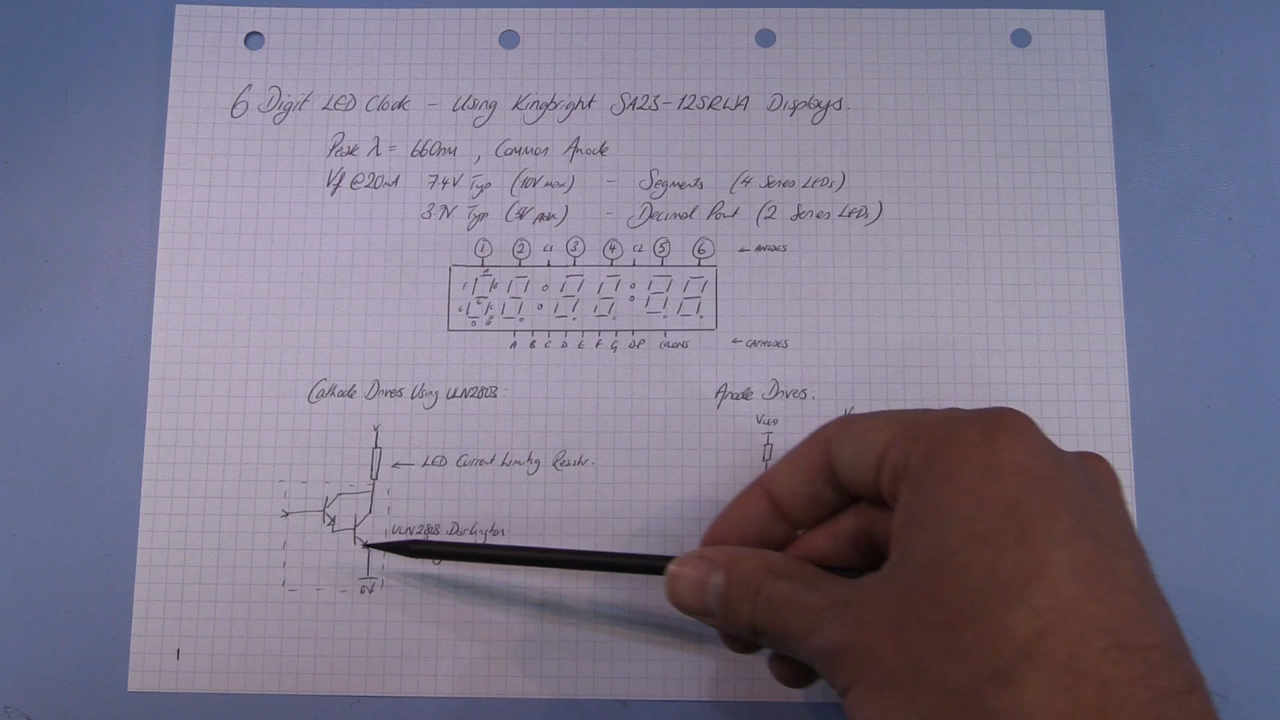 6 Digit LED Clock - Using Kingbright SA23-12SRWA Displays.
Peak λ = 660nm , Common Anode
Vf @20mA 7.4V Typ (10V max) - Segments (4 Series LEDs)
3.7V Typ (5V max) - Decimal Point (2 Series LEDs)
1 2 C1 3 4 C2 5 6 ← ANODES
A
F B
G
E C
D
A B C D E F G DP COLONS ← CATHODES
Cathode Drives Using ULN2803:
Anode Drives:
VLED
← LED Current Limiting Resistor.
ULN2803 Darlington
0V
1